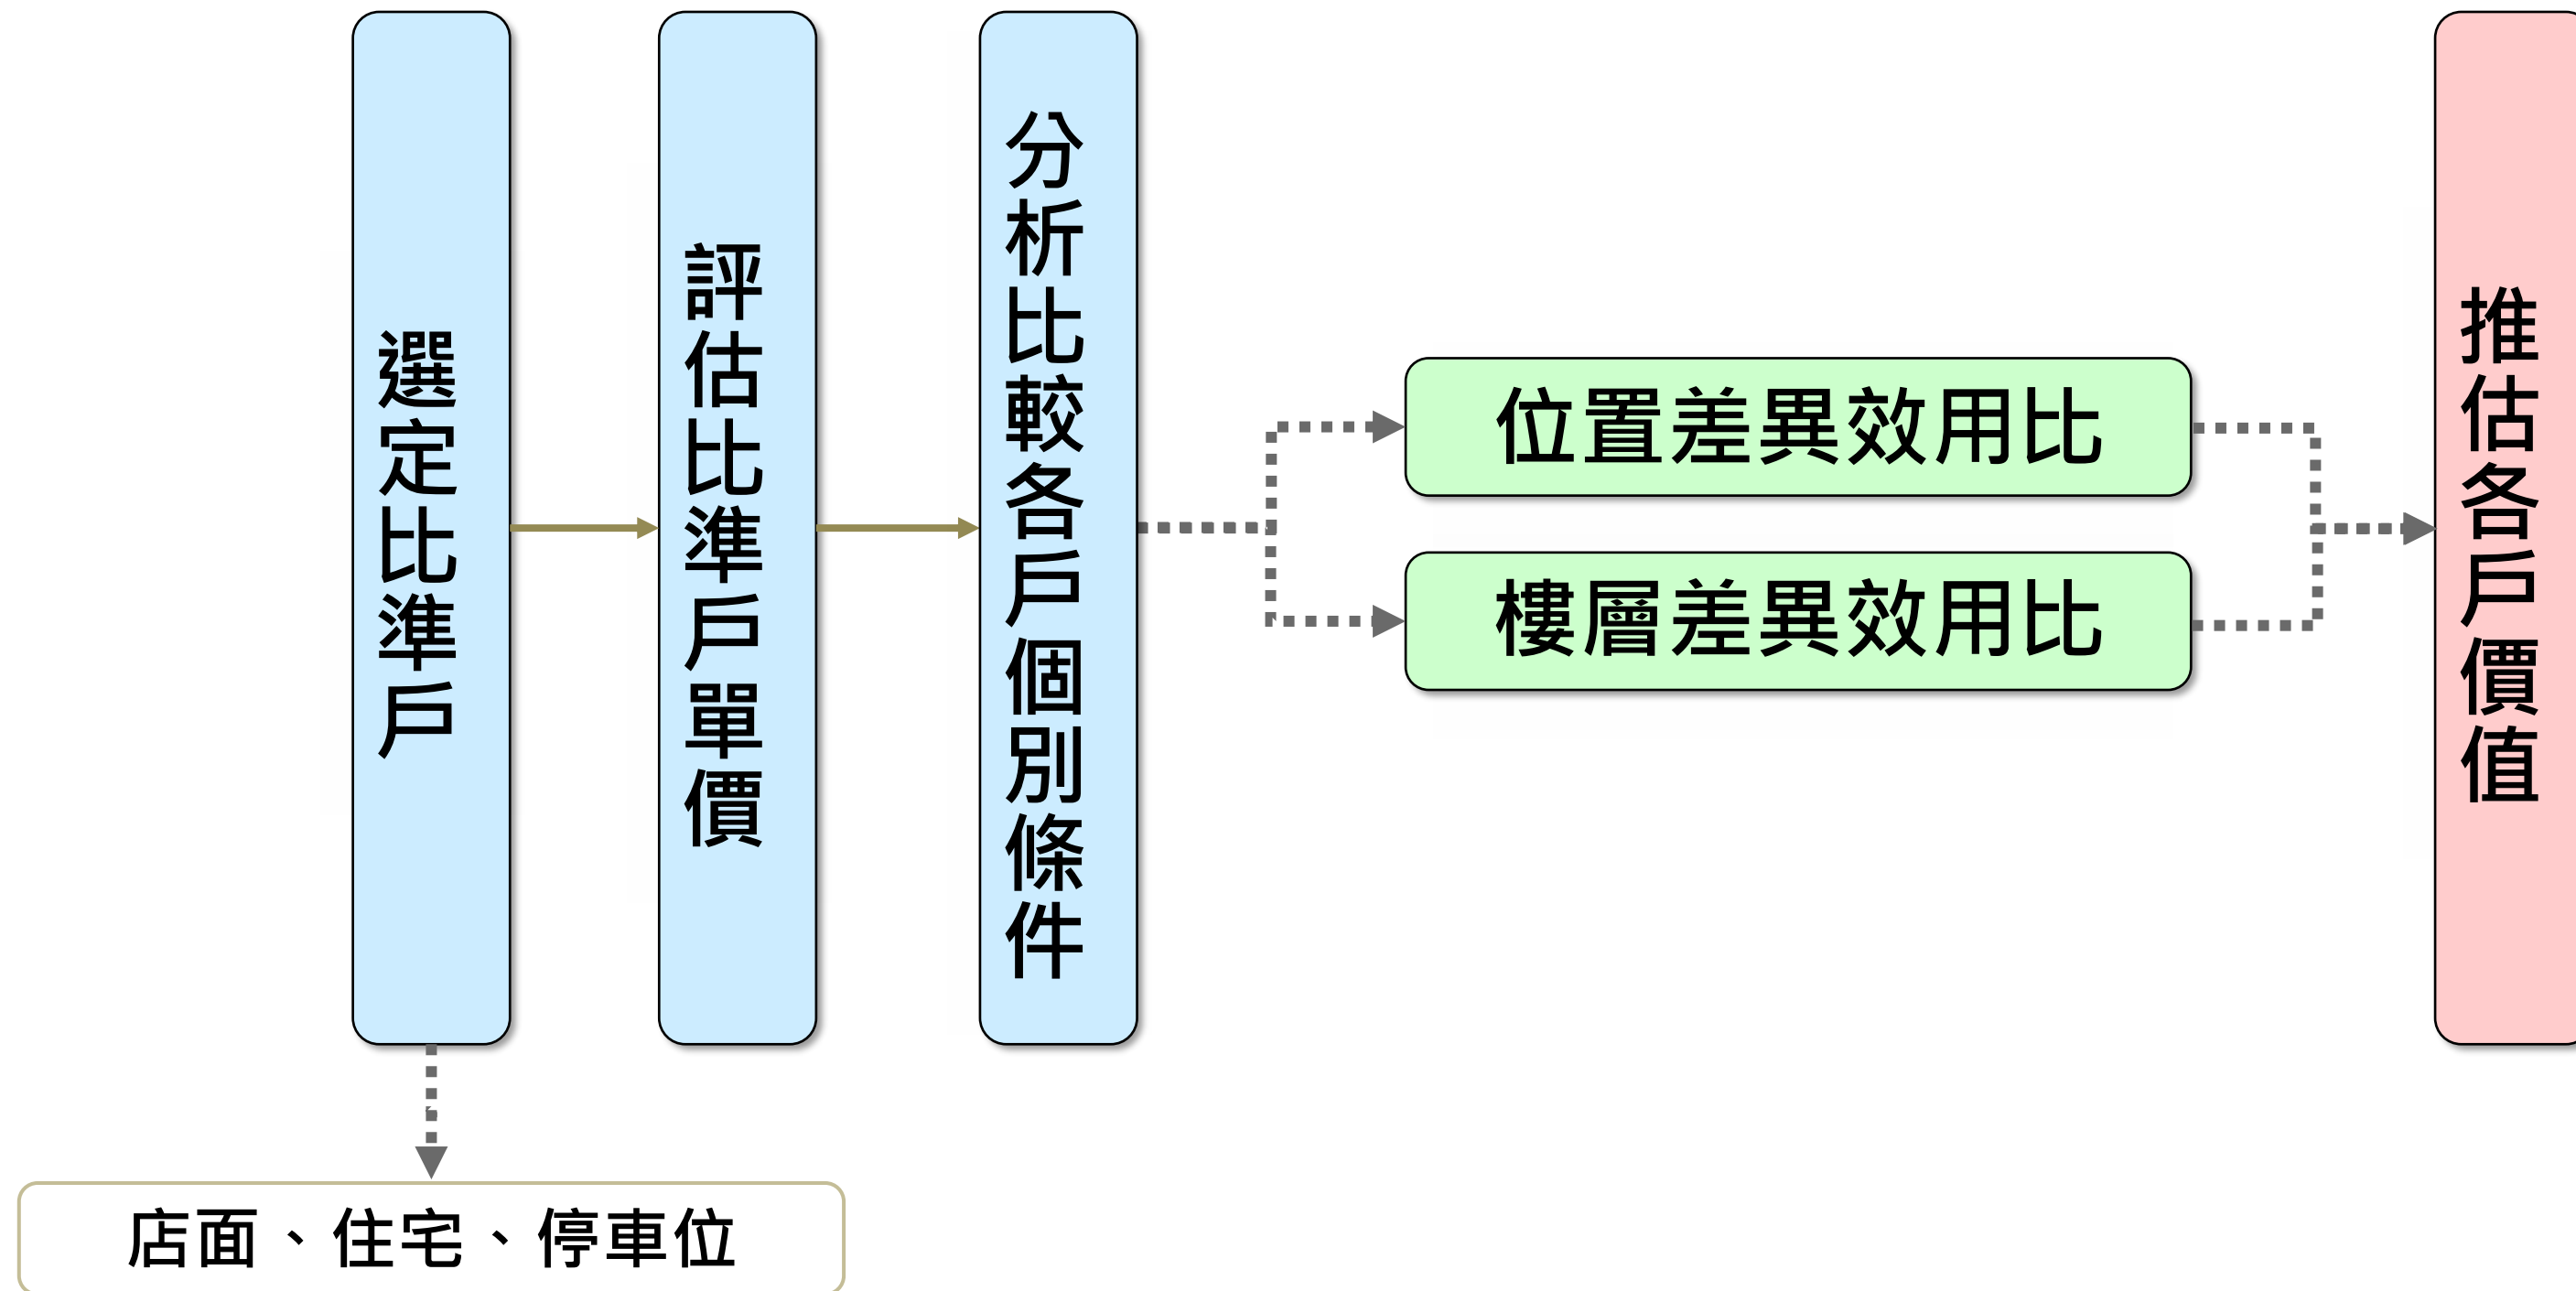 選定比準戶
評估比準戶單價
分析比較各戶個別條件
位置差異效用比
樓層差異效用比
推估各戶價值
店面、住宅、停車位